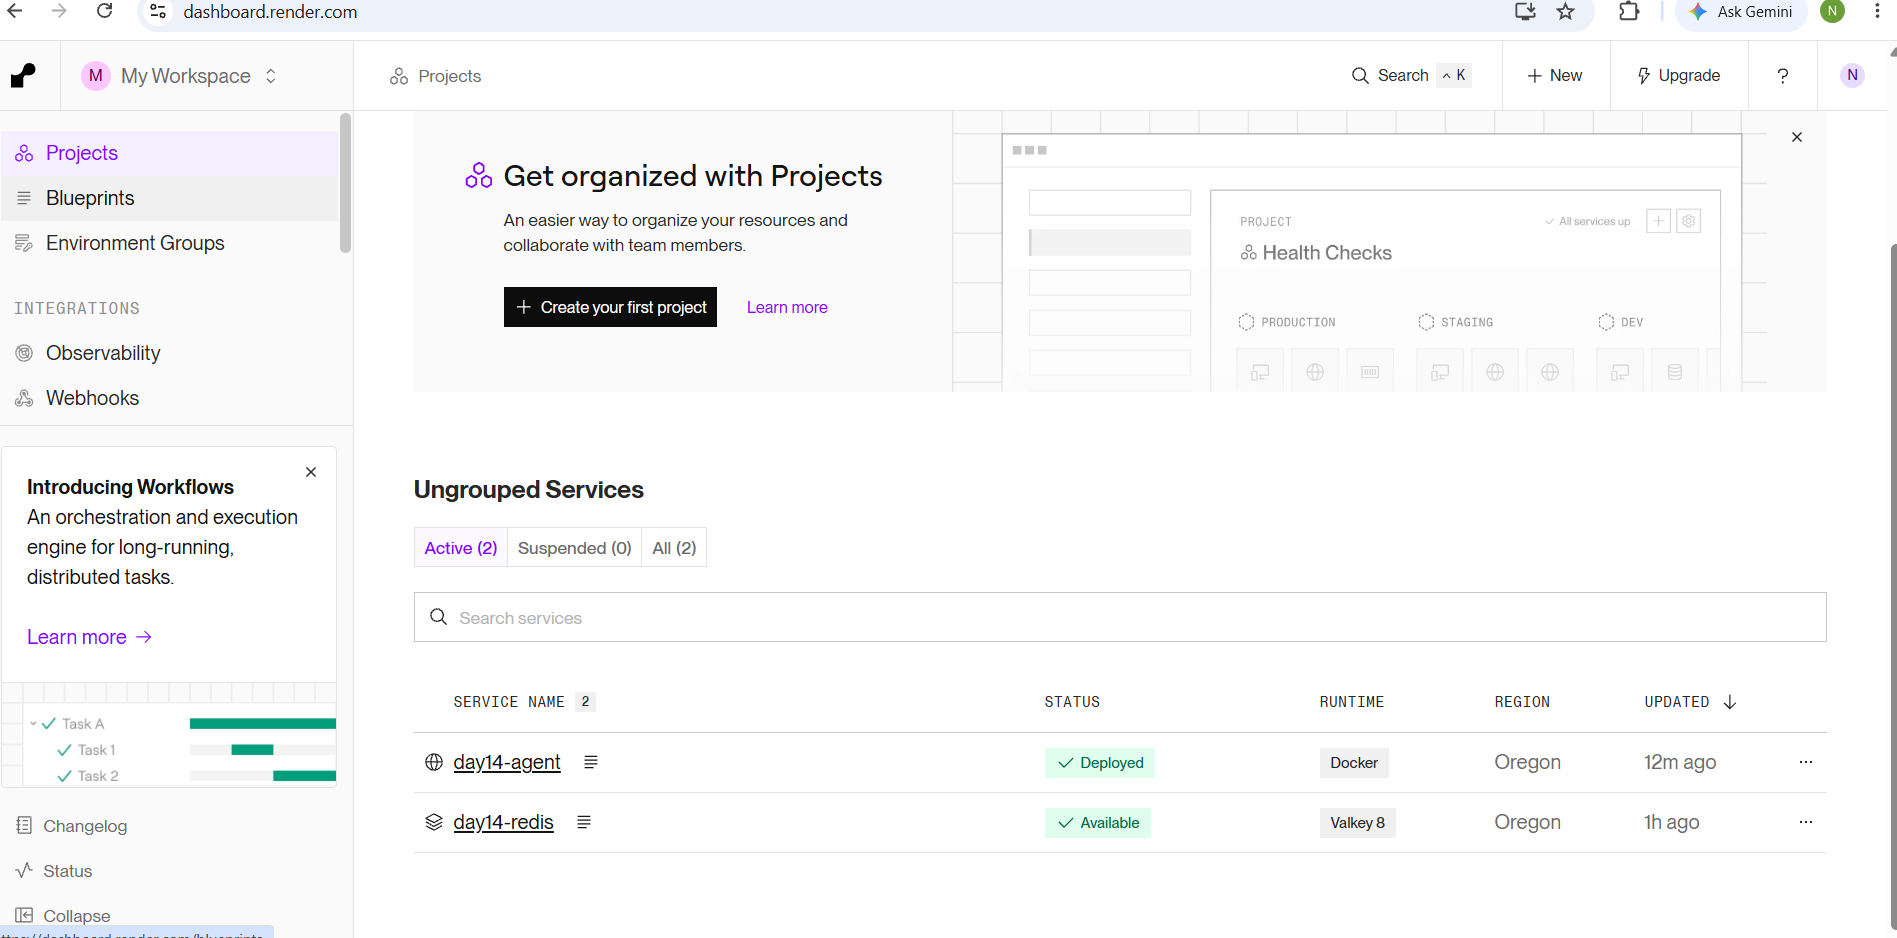 dashboard.render.com
Ask Gemini
N
M My Workspace
Projects
Search ^ K
+ New
Upgrade
?
N
Projects
Blueprints
Environment Groups
INTEGRATIONS
Observability
Webhooks
Introducing Workflows
An orchestration and execution
engine for long-running,
distributed tasks.
Learn more →
Task A
Task 1
Task 2
Changelog
Status
Collapse
Get organized with Projects
An easier way to organize your resources and
collaborate with team members.
+ Create your first project
Learn more
PROJECT
All services up
Health Checks
PRODUCTION
STAGING
DEV
Ungrouped Services
Active (2)
Suspended (0)
All (2)
Search services
SERVICE NAME 2
STATUS
RUNTIME
REGION
UPDATED ↓
day14-agent
Deployed
Docker
Oregon
12m ago
day14-redis
Available
Valkey 8
Oregon
1h ago